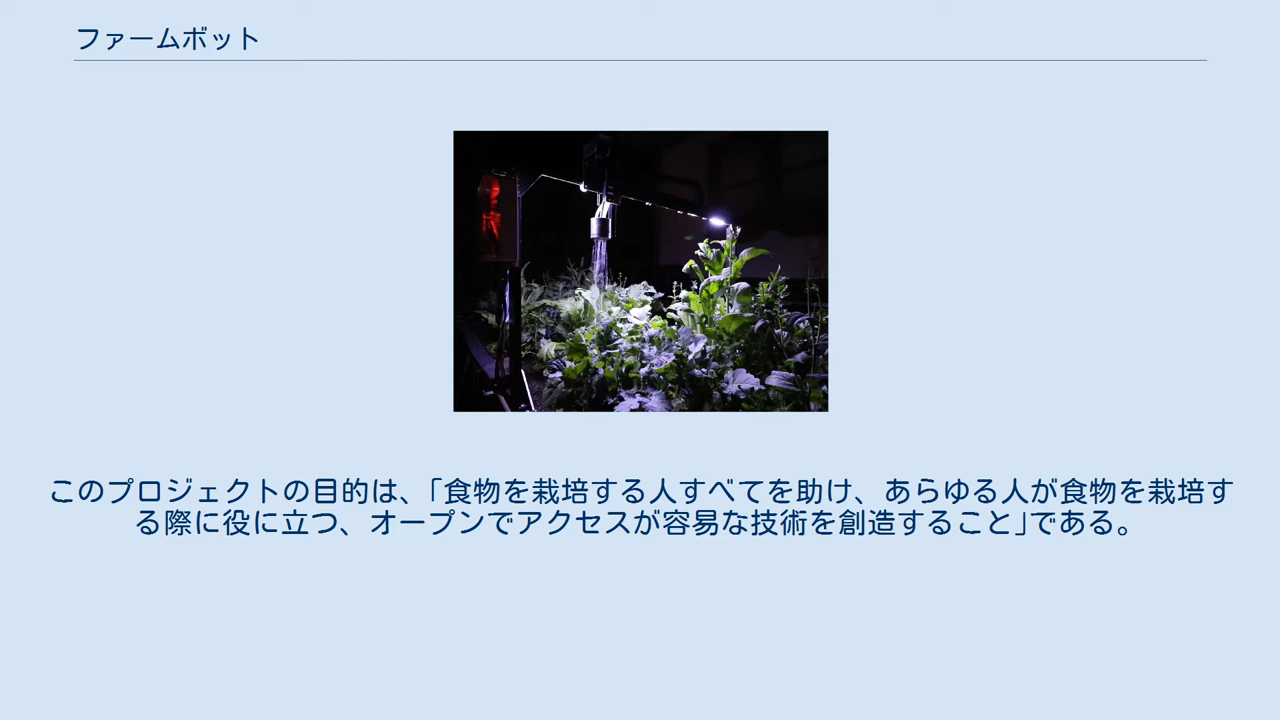 ファームボット
このプロジェクトの目的は、「食物を栽培する人すべてを助け、あらゆる人が食物を栽培す
る際に役に立つ、オープンでアクセスが容易な技術を創造すること」である。